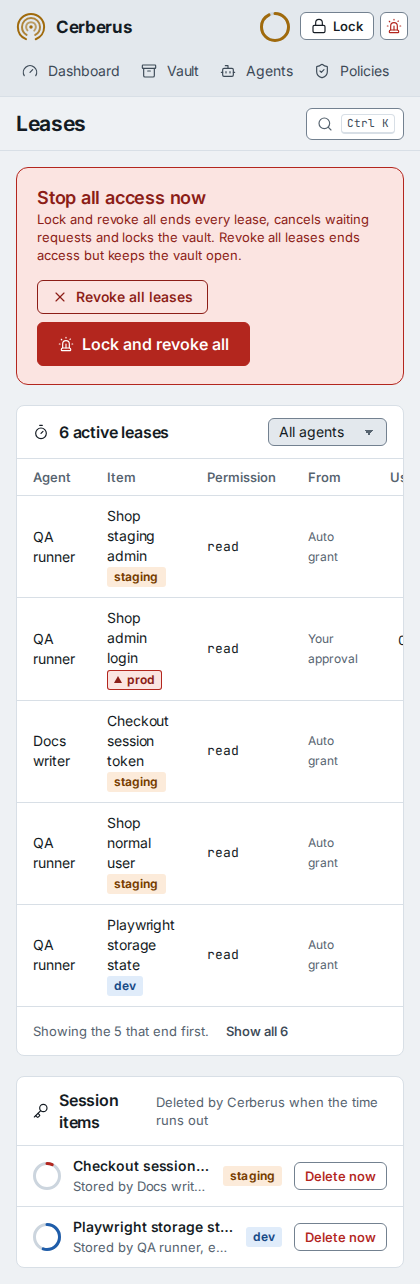 Cerberus
Lock
Dashboard Vault Agents Policies
Leases
Ctrl K
Stop all access now
Lock and revoke all ends every lease, cancels waiting
requests and locks the vault. Revoke all leases ends
access but keeps the vault open.
Revoke all leases
Lock and revoke all
6 active leases
All agents
Agent Item Permission From
QA
runner
Shop
staging
admin
staging
read
Auto
grant
QA
runner
Shop
admin
login
prod
read
Your
approval
Docs
writer
Checkout
session
token
staging
read
Auto
grant
QA
runner
Shop
normal
user
staging
read
Auto
grant
QA
runner
Playwright
storage
state
dev
read
Auto
grant
Showing the 5 that end first. Show all 6
Session
items
Deleted by Cerberus when the time
runs out
Checkout session...
Stored by Docs writ...
staging
Delete now
Playwright storage st...
Stored by QA runner, e...
dev
Delete now